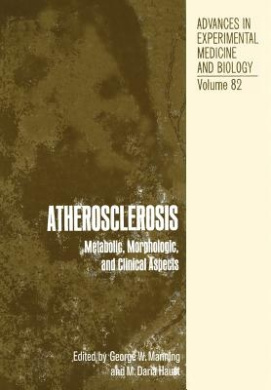 ADVANCES IN
EXPERIMENTAL
MEDICINE
AND BIOLOGY
Volume 82
ATHEROSCLEROSIS
Metabolic, Morphologic,
and Clinical Aspects
Edited by George W. Manning
and M. Daria Haust